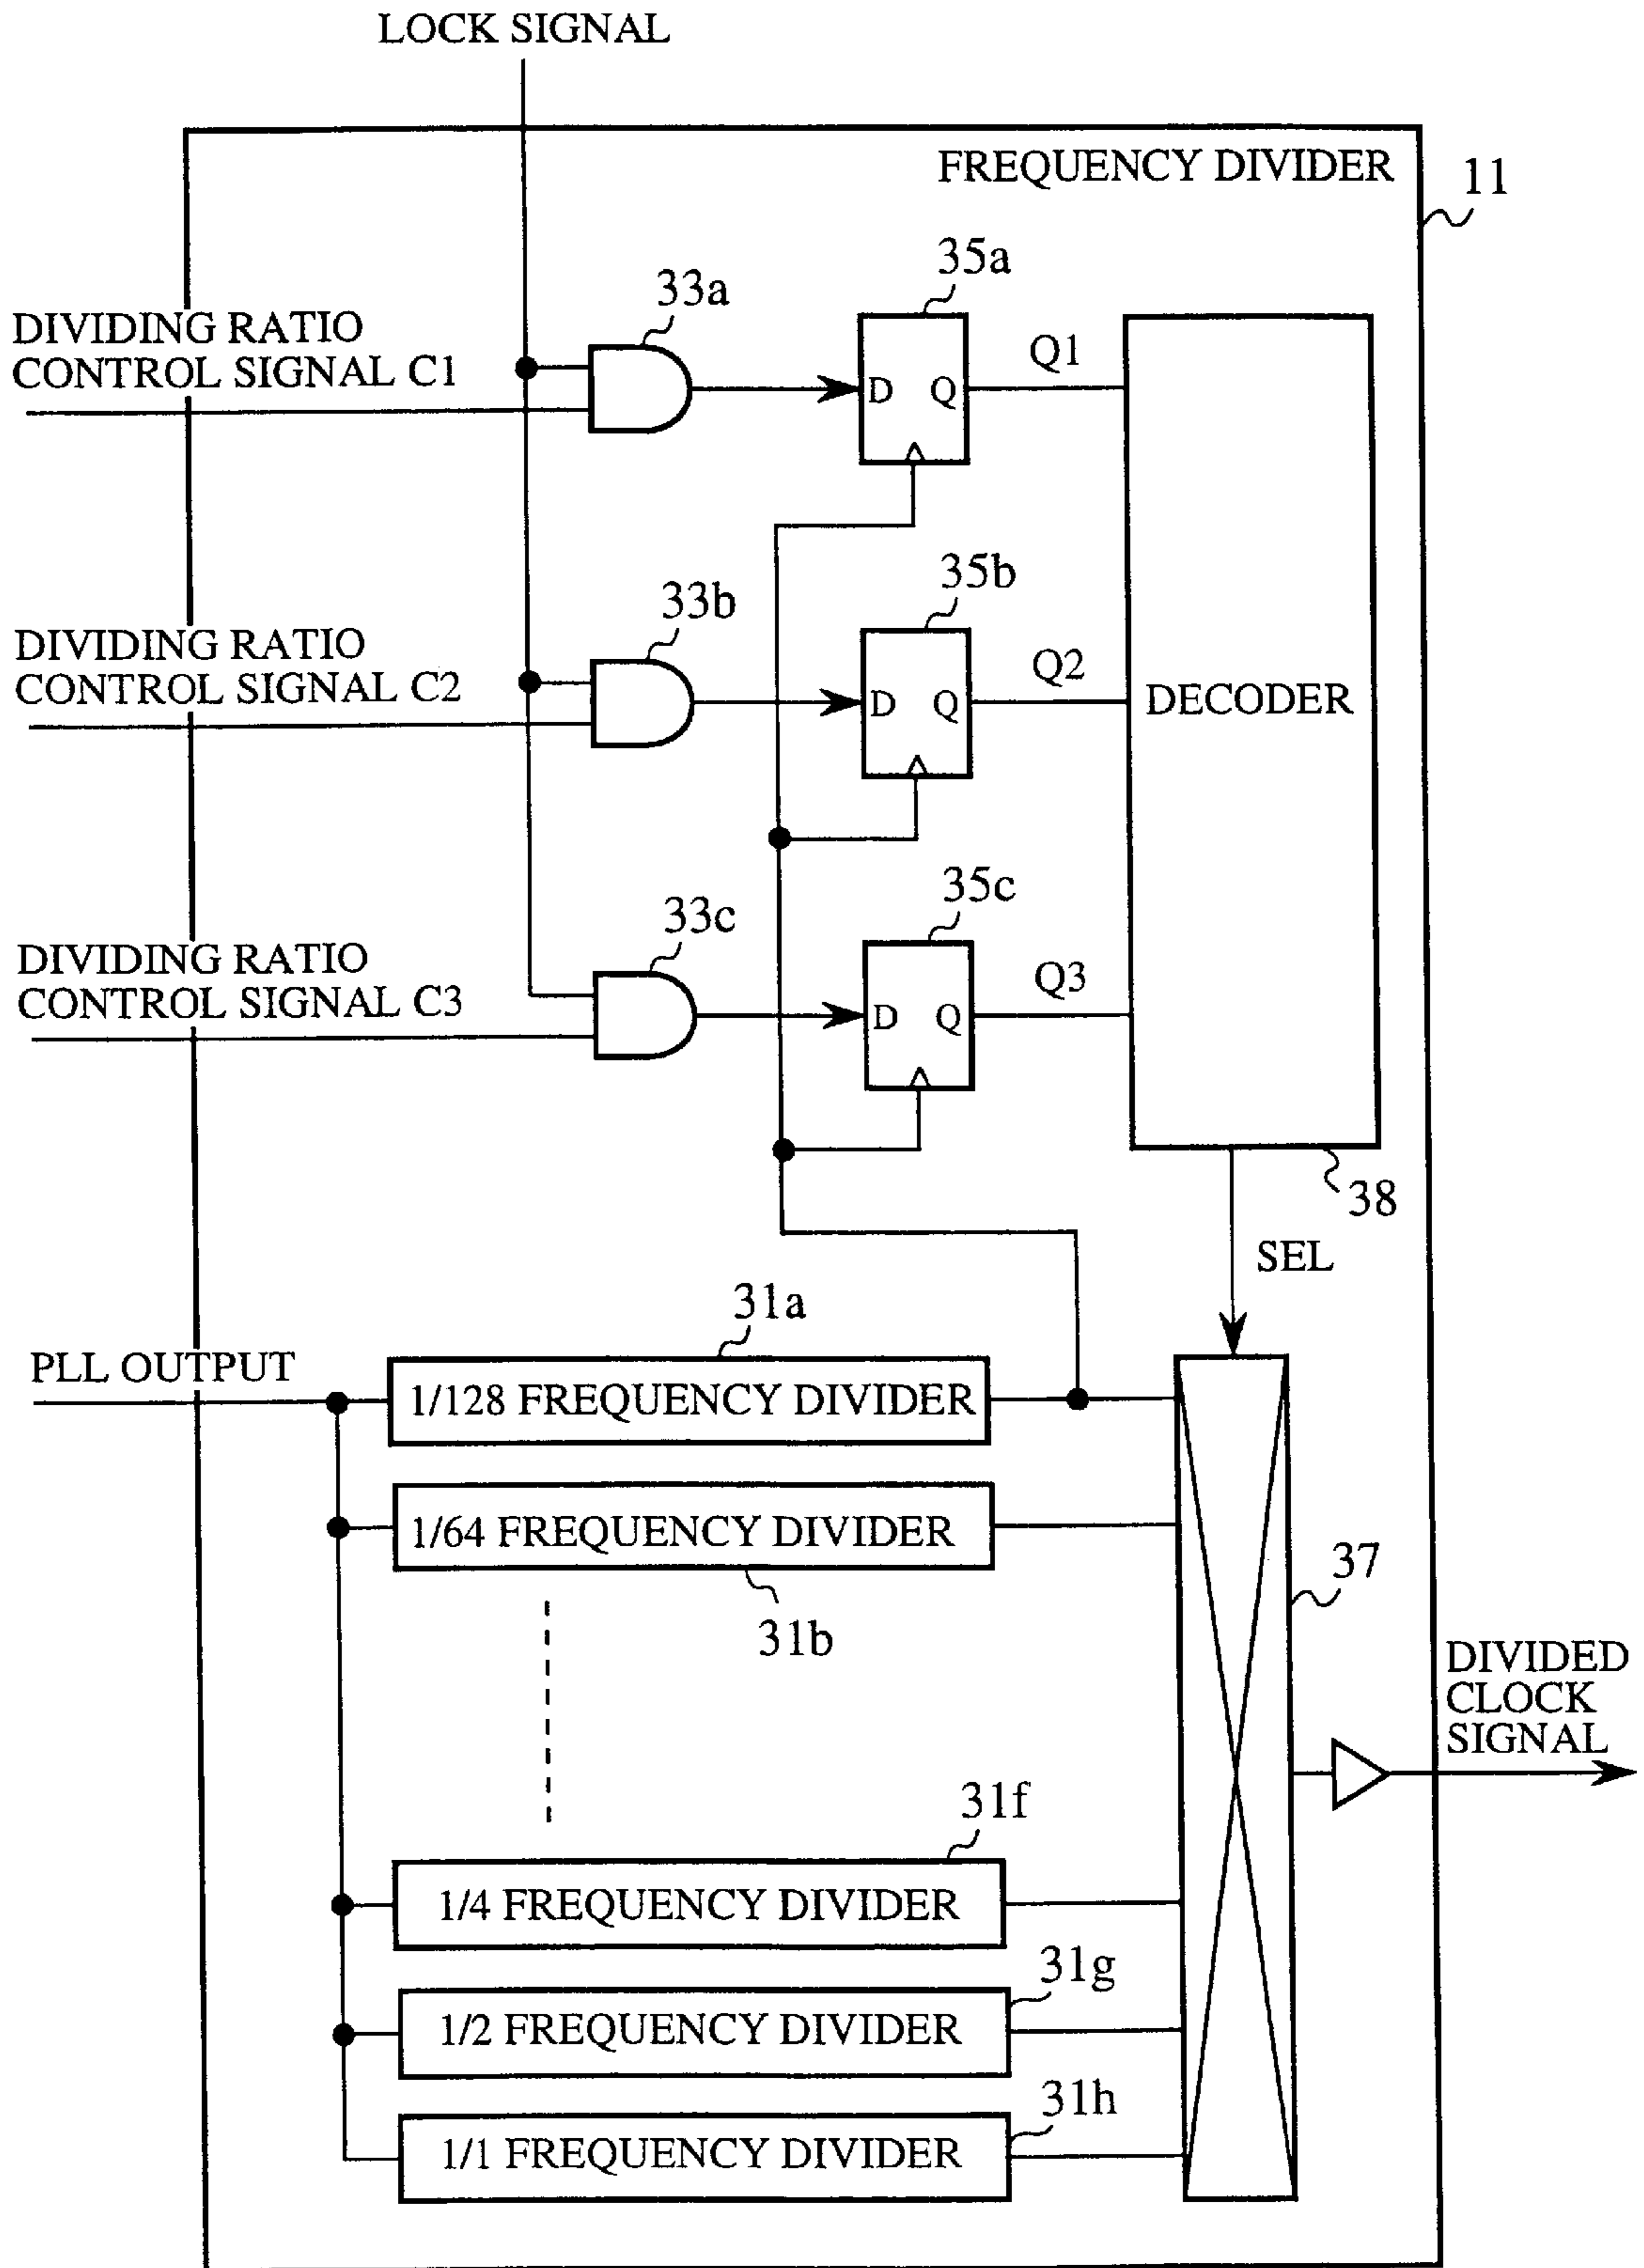 LOCK SIGNAL
FREQUENCY DIVIDER
11
33a
35a
DIVIDING RATIO
CONTROL SIGNAL C1
D Q
Q1
33b
35b
DIVIDING RATIO
CONTROL SIGNAL C2
D Q
Q2
DECODER
33c
35c
DIVIDING RATIO
CONTROL SIGNAL C3
D Q
Q3
38
SEL
31a
PLL OUTPUT
1/128 FREQUENCY DIVIDER
1/64 FREQUENCY DIVIDER
31b
37
DIVIDED
CLOCK
SIGNAL
31f
1/4 FREQUENCY DIVIDER
31g
1/2 FREQUENCY DIVIDER
31h
1/1 FREQUENCY DIVIDER